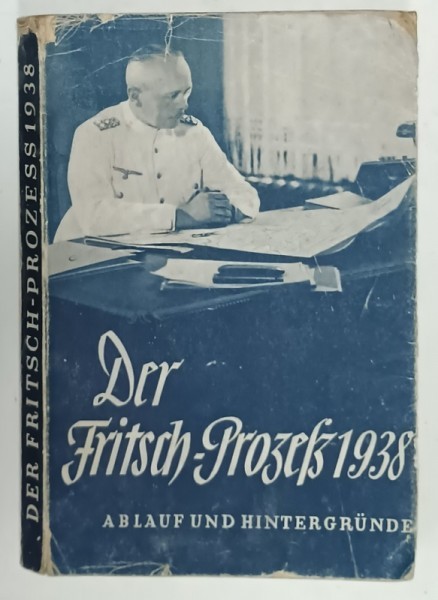 DER FRITSCH-PROZESS 1938
Der
Fritsch-Prozeß 1938
ABLAUF UND HINTERGRÜNDE